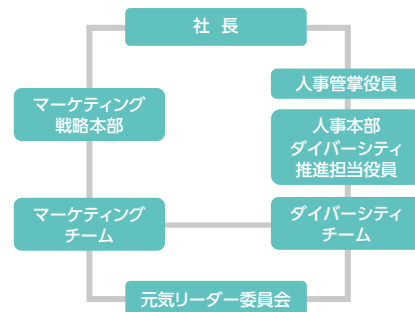 社 長
人事管掌役員
マーケティング
戦略本部
人事本部
ダイバーシティ
推進担当役員
マーケティング
チーム
ダイバーシティ
チーム
元気リーダー委員会